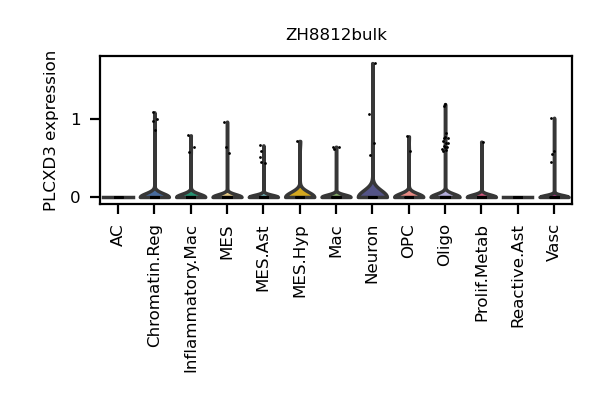 ZH8812bulk
PLCXD3 expression
1
0
AC
Chromatin.Reg
Inflammatory.Mac
MES
MES.Ast
MES.Hyp
Mac
Neuron
OPC
Oligo
Prolif.Metab
Reactive.Ast
Vasc